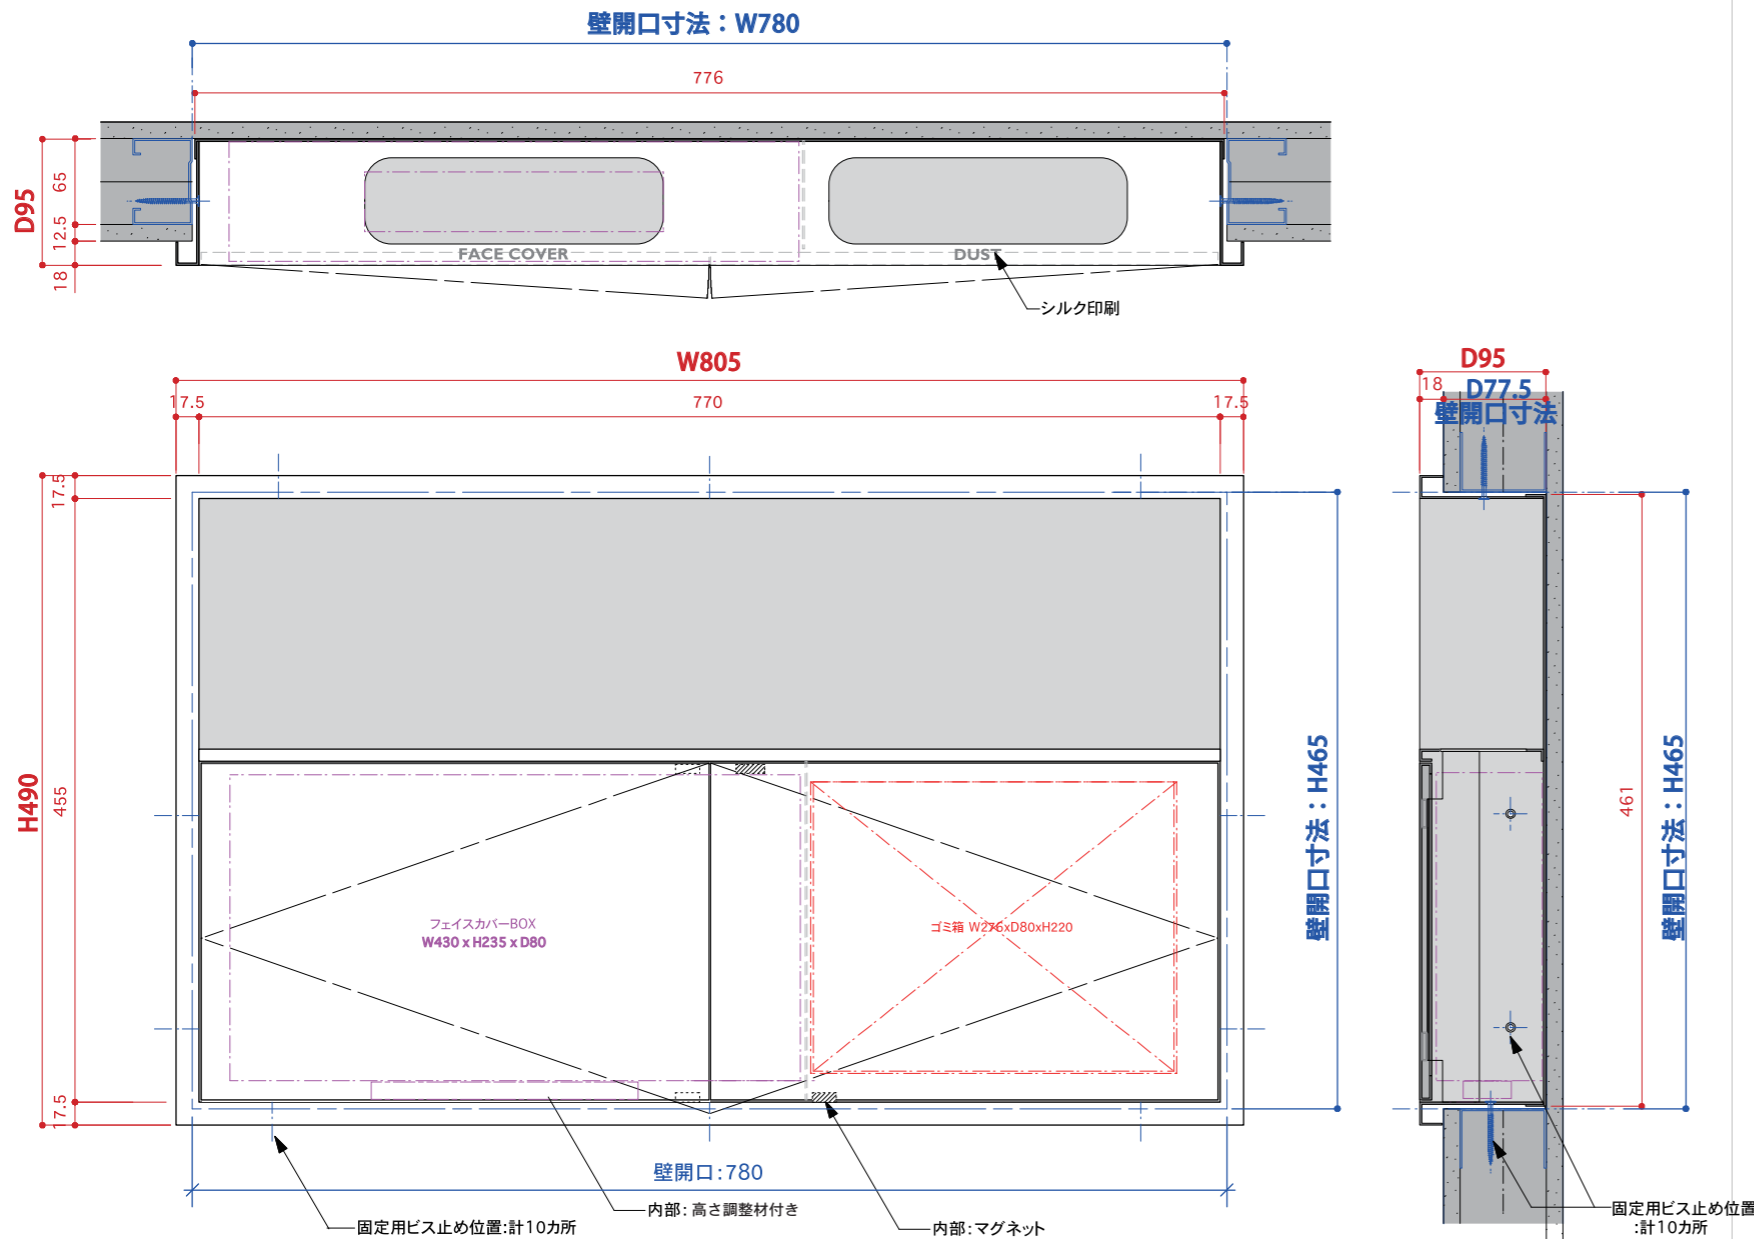 壁開口寸法：W780
776
D95
65
12.5
18
FACE COVER
DUST
シルク印刷
W805
17.5
770
17.5
D95
18
D77.5
壁開口寸法
H490
17.5
455
17.5
フェイスカバーBOX
W430 x H235 x D80
ゴミ箱 W276xD80xH220
壁開口寸法：H465
461
壁開口寸法：H465
壁開口:780
固定用ビス止め位置:計10カ所
内部: 高さ調整材付き
内部: マグネット
固定用ビス止め位置
:計10カ所